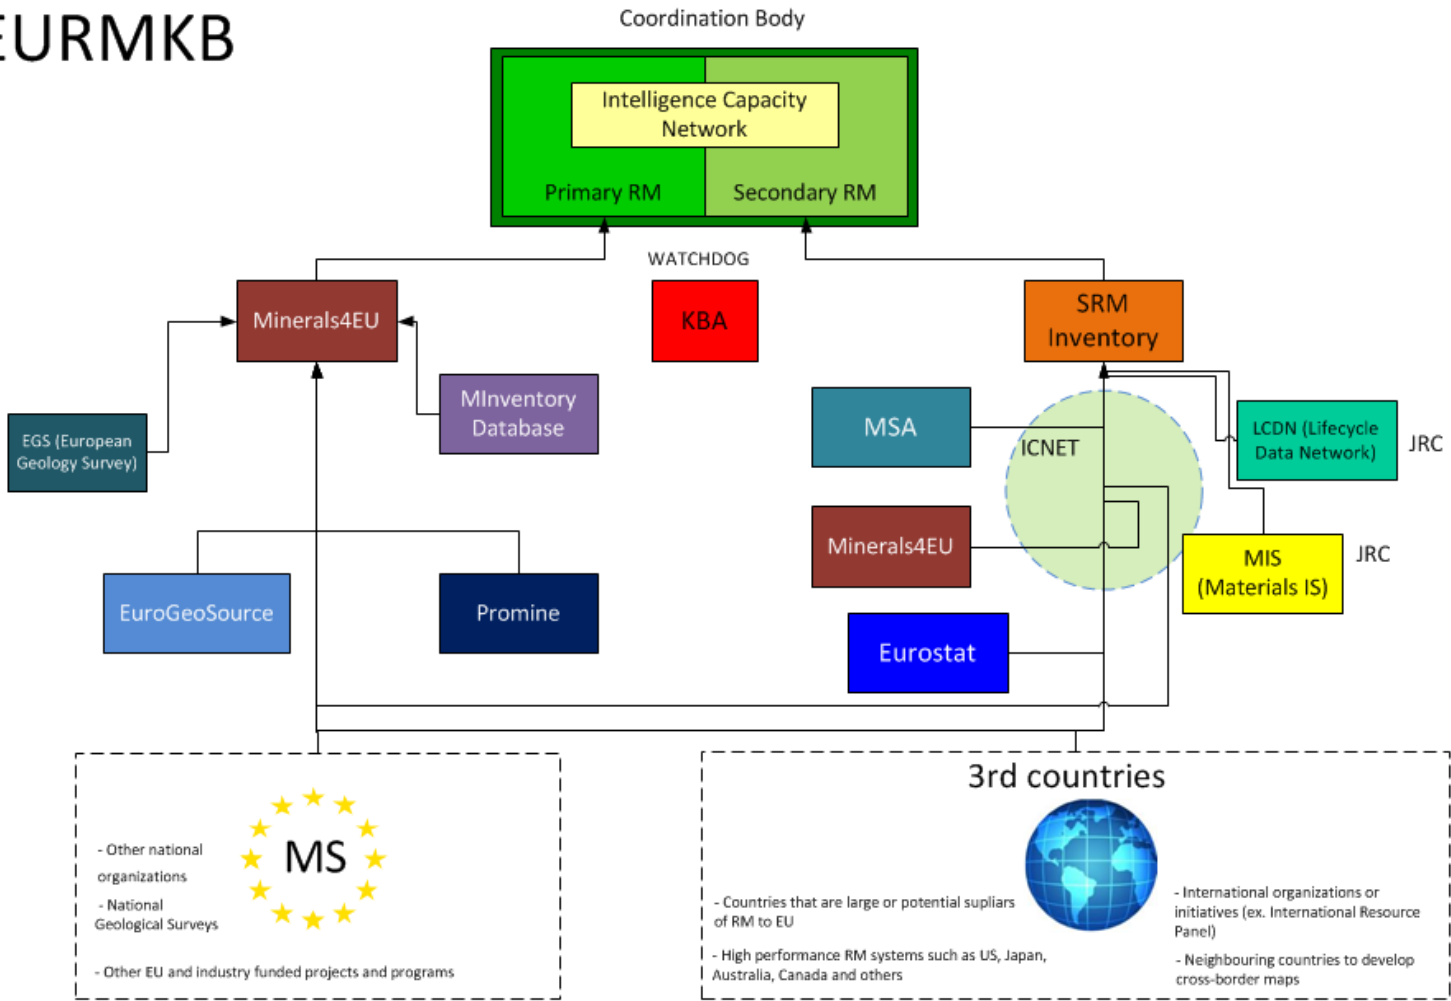 EURMKB
Coordination Body
Intelligence Capacity
Network
Primary RM
Secondary RM
WATCHDOG
Minerals4EU
KBA
SRM
Inventory
MInventory
Database
EGS (European
Geology Survey)
MSA
ICNET
LCDN (Lifecycle
Data Network)
JRC
Minerals4EU
MIS
(Materials IS)
JRC
EuroGeoSource
Promine
Eurostat
MS
- Other national
organizations
- National
Geological Surveys
- Other EU and industry funded projects and programs
3rd countries
- Countries that are large or potential supliars
of RM to EU
- High performance RM systems such as US, Japan,
Australia, Canada and others
- International organizations or
initiatives (ex. International Resource
Panel)
- Neighbouring countries to develop
cross-border maps